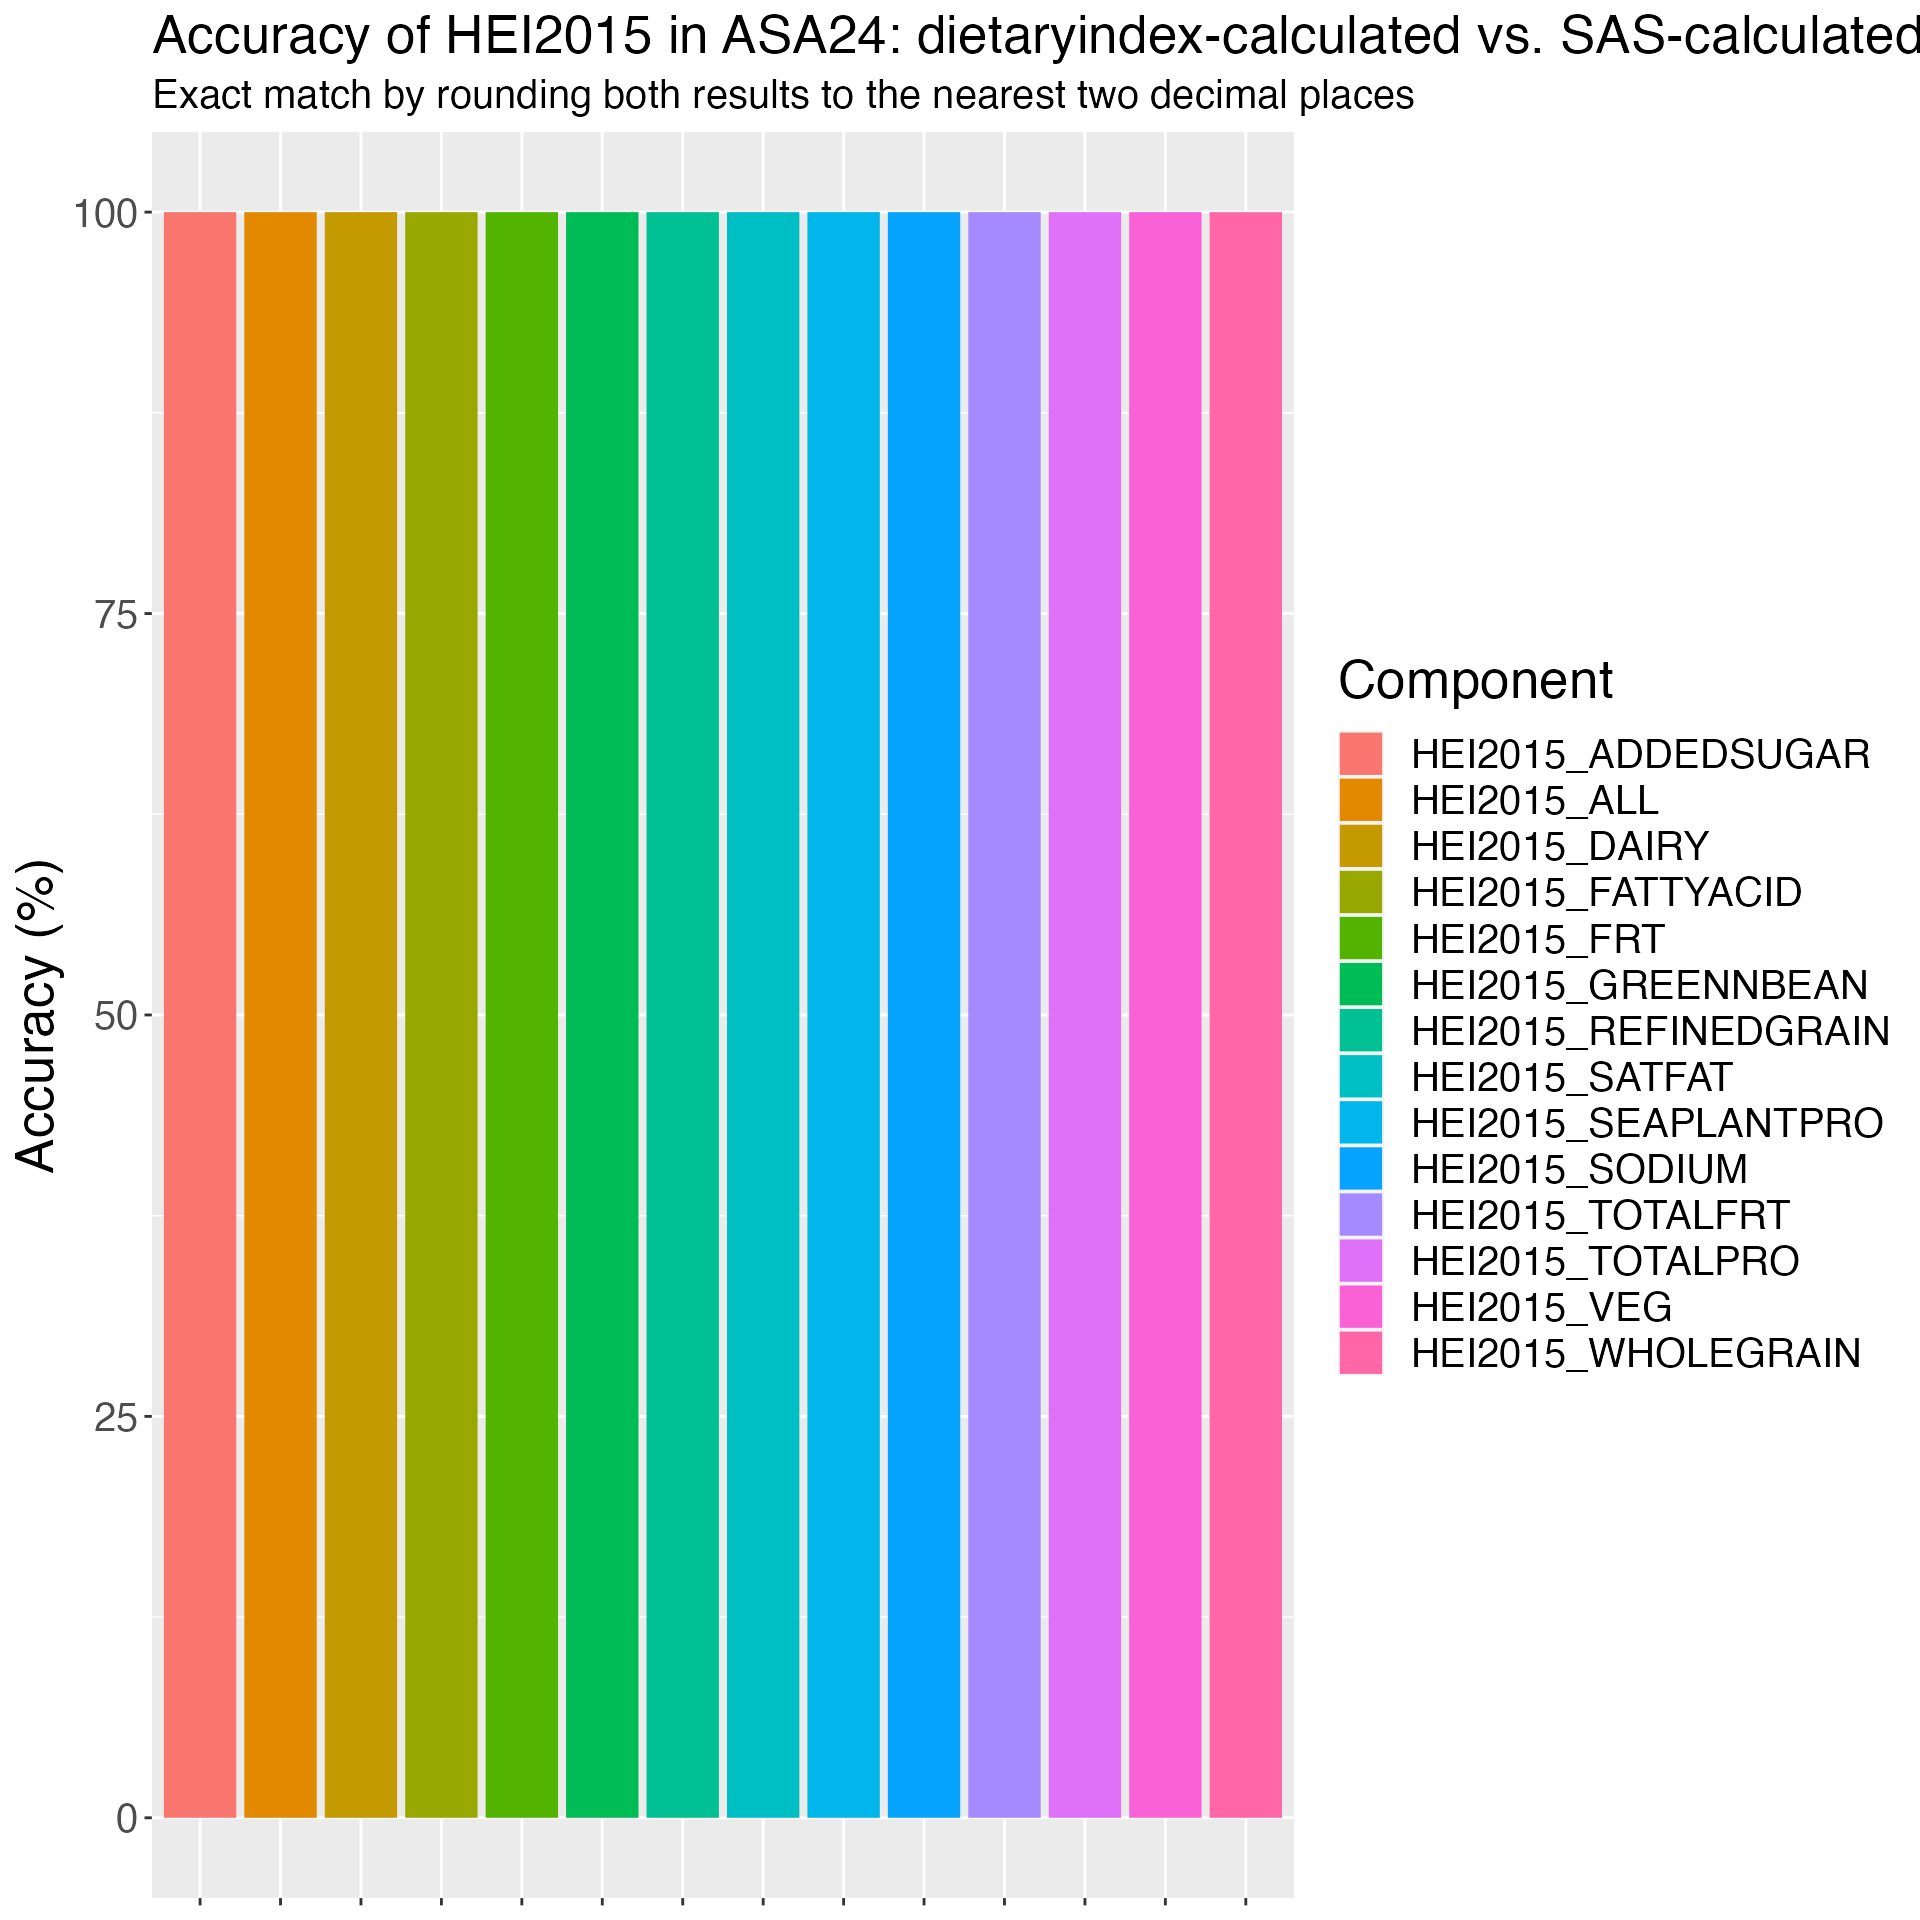 Accuracy of HEI2015 in ASA24: dietaryindex-calculated vs. SAS-calculated
Exact match by rounding both results to the nearest two decimal places
100
75
50
25
0
Accuracy (%)
Component
HEI2015_ADDEDSUGAR
HEI2015_ALL
HEI2015_DAIRY
HEI2015_FATTYACID
HEI2015_FRT
HEI2015_GREENNBEAN
HEI2015_REFINEDGRAIN
HEI2015_SATFAT
HEI2015_SEAPLANTPRO
HEI2015_SODIUM
HEI2015_TOTALFRT
HEI2015_TOTALPRO
HEI2015_VEG
HEI2015_WHOLEGRAIN